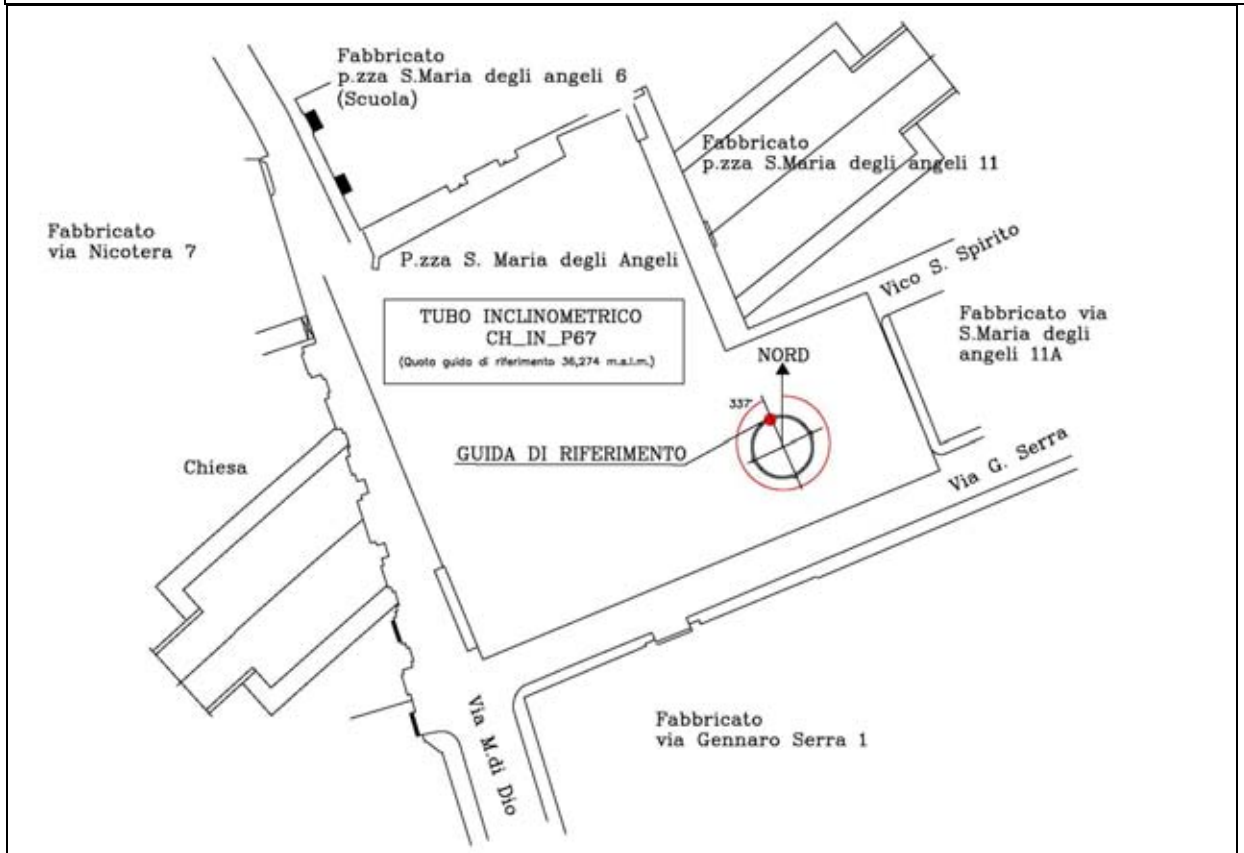 Fabbricato
p.zza S.Maria degli angeli 6
(Scuola)
Fabbricato
p.zza S.Maria degli angeli 11
Fabbricato
via Nicotera 7
P.zza S. Maria degli Angeli
Vico S. Spirito
TUBO INCLINOMETRICO
CH_IN_P67
(Quota guida di riferimento 36,274 m.s.l.m.)
Fabbricato via
S.Maria degli
angeli 11A
NORD
337°
GUIDA DI RIFERIMENTO
Via G. Serra
Chiesa
Via M.di Dio
Fabbricato
via Gennaro Serra 1